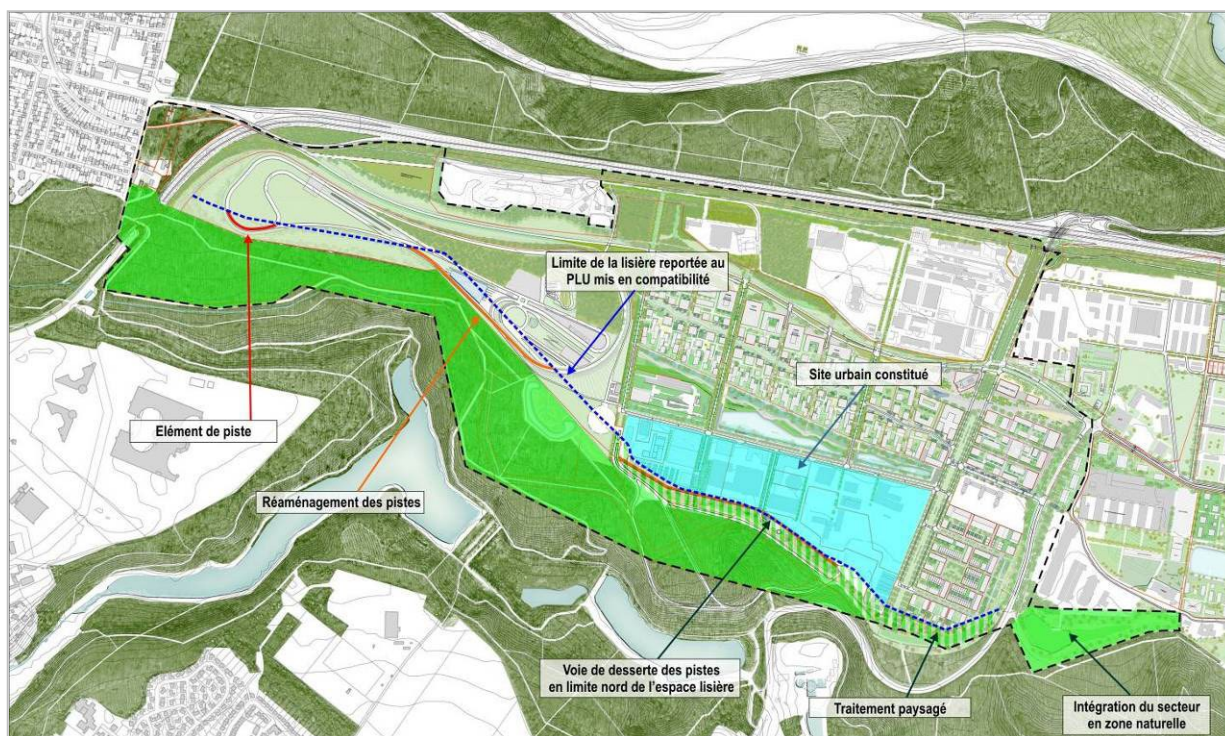 Limite de la lisière reportée au
PLU mis en compatibilité
Site urbain constitué
Elément de piste
Réaménagement des pistes
Voie de desserte des pistes
en limite nord de l'espace lisière
Traitement paysagé
Intégration du secteur
en zone naturelle